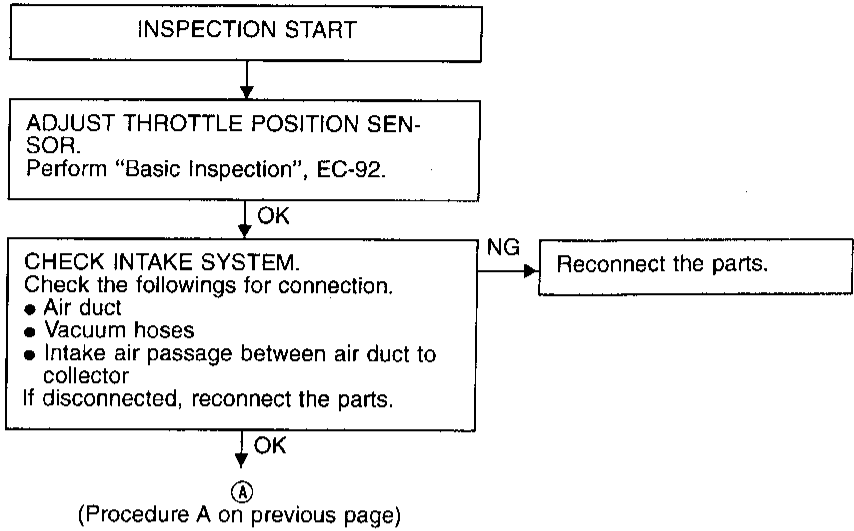 INSPECTION START
ADJUST THROTTLE POSITION SEN-
SOR.
Perform “Basic Inspection”, EC-92.
OK
CHECK INTAKE SYSTEM.
Check the followings for connection.
● Air duct
● Vacuum hoses
● Intake air passage between air duct to
collector
If disconnected, reconnect the parts.
NG
Reconnect the parts.
OK
Ⓐ
(Procedure A on previous page)